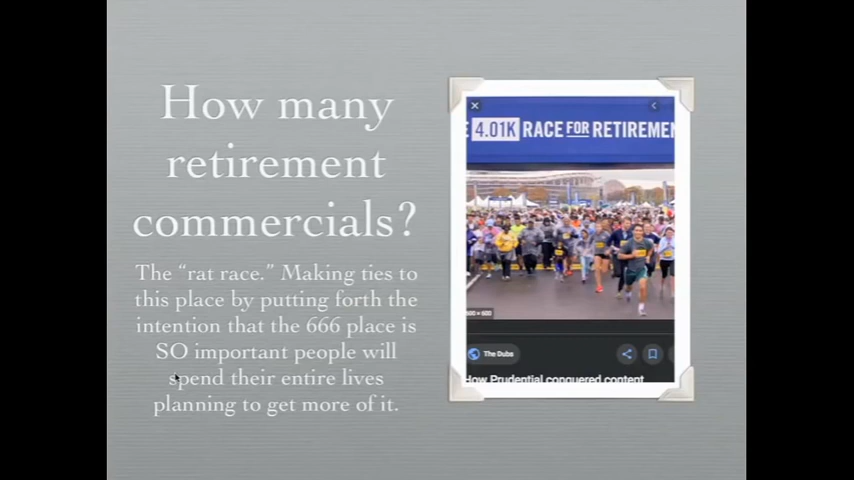 How many
retirement
commercials?
The “rat race.” Making ties to
this place by putting forth the
intention that the 666 place is
SO important people will
spend their entire lives
planning to get more of it.
E 4.01K RACE FOR RETIREMEN
600 × 600
The Dubs
How Prudential conquered content